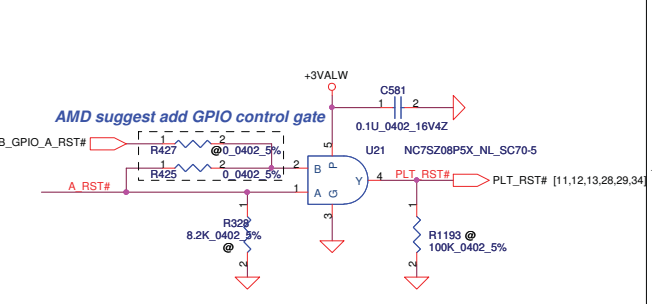 +3VALW
C581
1 2
0.1U_0402_16V4Z
AMD suggest add GPIO control gate
B_GPIO_A_RST#
1 2
R427 @0_0402_5%
1 2
R425 0_0402_5%
A_RST#
5
U21 NC7SZ08P5X_NL_SC70-5
2 B P
1 A G
Y 4
3
PLT_RST#
PLT_RST# [11,12,13,28,29,34]
1
R328
8.2K_0402_5%
@
2
1
R1193 @
100K_0402_5%
2